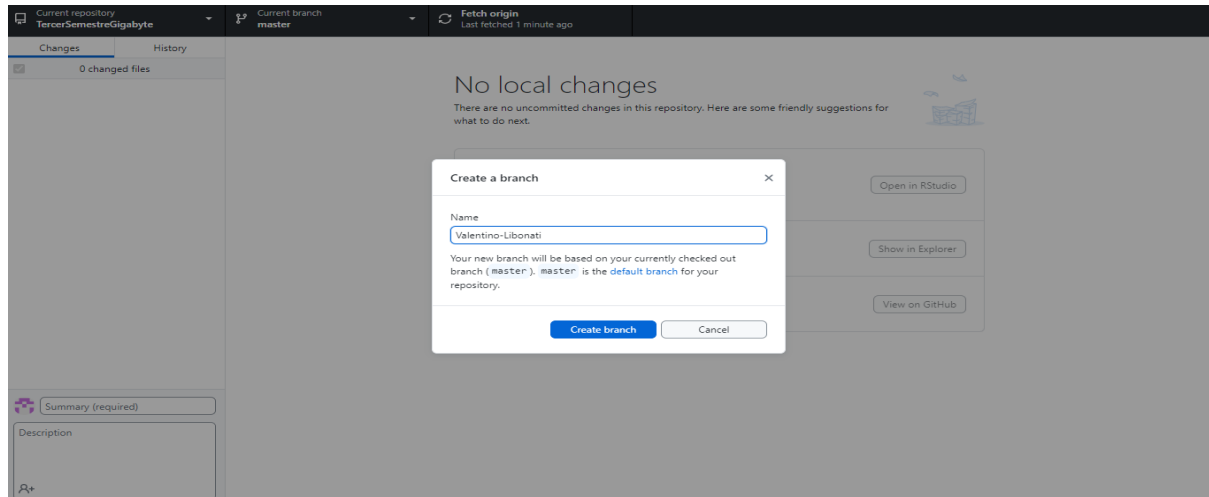 Current repository
TercerSemestreGigabyte
Current branch
master
Fetch origin
Last fetched 1 minute ago
Changes
History
0 changed files
No local changes
There are no uncommitted changes in this repository. Here are some friendly suggestions for
what to do next.
Open in RStudio
Show in Explorer
View on GitHub
Create a branch
Name
Valentino-Libonati
Your new branch will be based on your currently checked out
branch ( master ). master is the default branch for your
repository.
Create branch
Cancel
Summary (required)
Description